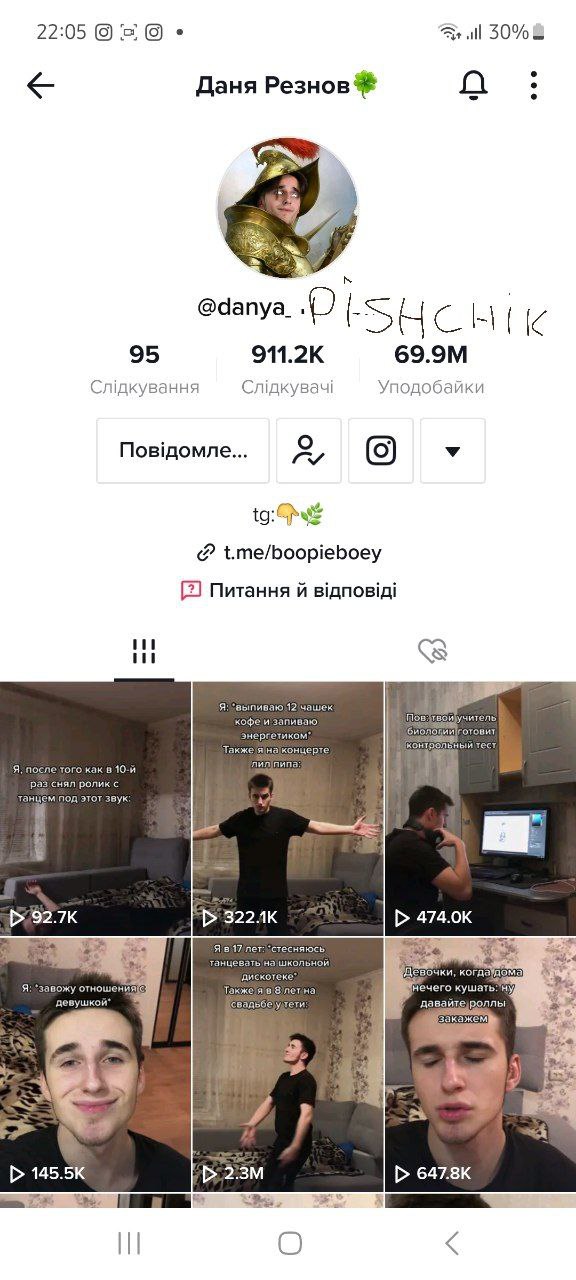 22:05 30%
Даня Резнов🍀
@danya_ .PiSHCHiK
95 911.2K 69.9M
Слідкування Слідкувачі Уподобайки
Повідомле...
tg:👇🌿
t.me/boopieboey
Питання й відповіді
Я, после того как в 10-й
раз снял ролик с
танцем под этот звук:
92.7K
Я: *выпиваю 12 чашек
кофе и запиваю
энергетиком*
Также я на концерте
лил пипа:
322.1K
Пов: твой учитель
биологии готовит
контрольный тест
474.0K
Я: *завожу отношения с
девушкой*
145.5K
Я в 17 лет: *стесняюсь
танцевать на школьной
дискотеке*
Также я в 8 лет на
свадьбе у тети:
2.3M
Девочки, когда дома
нечего кушать: ну
давайте роллы
закажем
647.8K